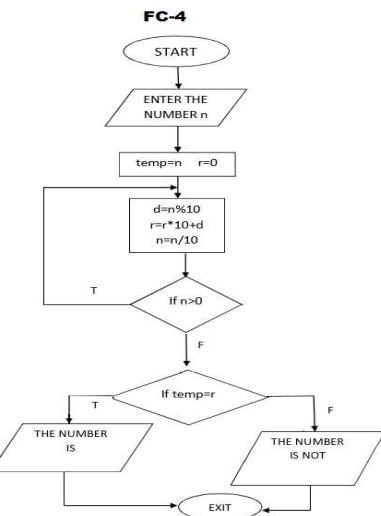 FC-4
START
ENTER THE
NUMBER n
temp=n r=0
d=n%10
r=r*10+d
n=n/10
If n>0
T
F
If temp=r
T
F
THE NUMBER
IS
THE NUMBER
IS NOT
EXIT